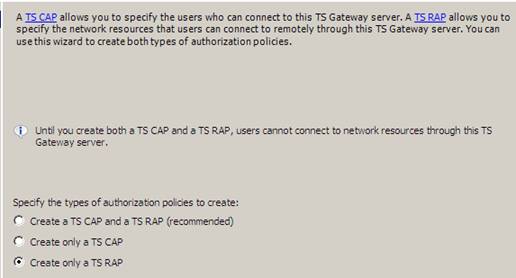 A TS CAP allows you to specify the users who can connect to this TS Gateway server. A TS RAP allows you to
specify the network resources that users can connect to remotely through this TS Gateway server. You can
use this wizard to create both types of authorization policies.
Until you create both a TS CAP and a TS RAP, users cannot connect to network resources through this TS
Gateway server.
Specify the types of authorization policies to create:
Create a TS CAP and a TS RAP (recommended)
Create only a TS CAP
Create only a TS RAP